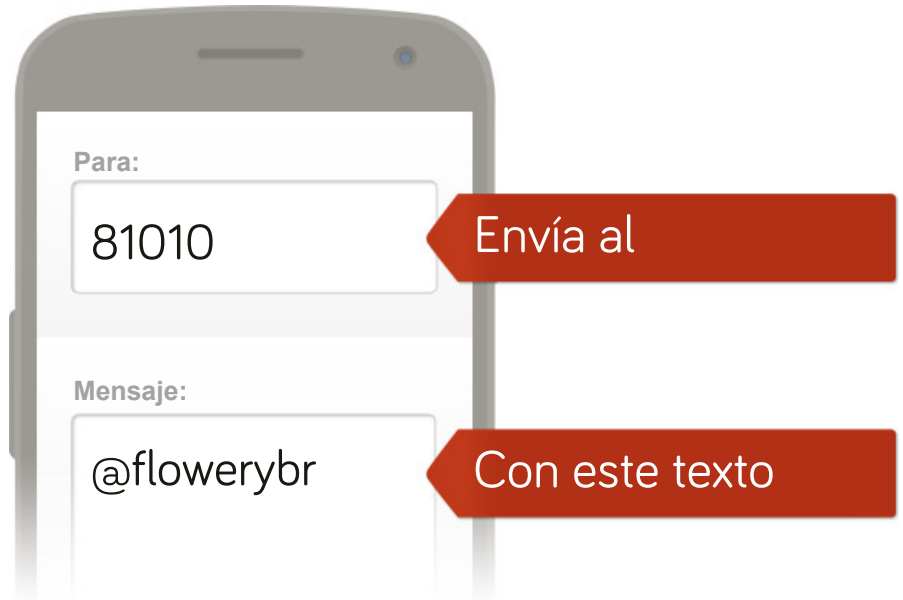 Para:
81010
Envía al
Mensaje:
@flowerybr
Con este texto